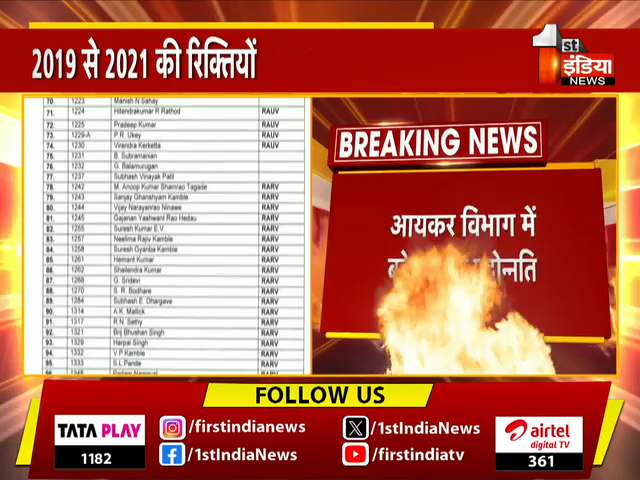 2019 से 2021 की रिक्तियों
1st
इंडिया
NEWS
70. 1223 Manish N Sahay
71. 1224 Hitendrakumar R Rathod RAUV
72. 1225 Pradeep Kumar RAUV
73. 1229-A P.R. Ukey RAUV
74. 1230 Virendra Kerketta RAUV
75. 1231 B. Subramanian
76. 1232 G. Balamurugan
77. 1237 Subhash Vinayak Patil
78. 1242 M. Anoop Kumar Shamrao Tagade RARV
79. 1243 Sanjay Ghanshyam Kamble RARV
80. 1244 Vijay Narayanrao Ninawe RARV
81. 1245 Gajanan Yashwant Rao Hedau RARV
82. 1255 Suresh Kumar E.V. RARV
83. 1257 Neelima Rajiv Kamble RARV
84. 1258 Suresh Gyanba Kamble RARV
85. 1261 Hemant Kumar RARV
86. 1262 Shailendra Kumar RARV
87. 1268 G. Sridevi RARV
88. 1270 S. R. Bodhare RARV
89. 1284 Subhash E. Dhargave RARV
90. 1314 A.K. Mallick RARV
91. 1317 R.N. Sethy RARV
92. 1321 Brij Bhushan Singh RARV
93. 1329 Harpal Singh RARV
94. 1332 V.P Kamble RARV
95. 1333 S L Pande RARV
BREAKING NEWS
आयकर विभाग में
FOLLOW US
TATA PLAY
1182
/firstindianews
/1stIndiaNews
/1stIndiaNews
/firstindiatv
airtel
digital TV
361